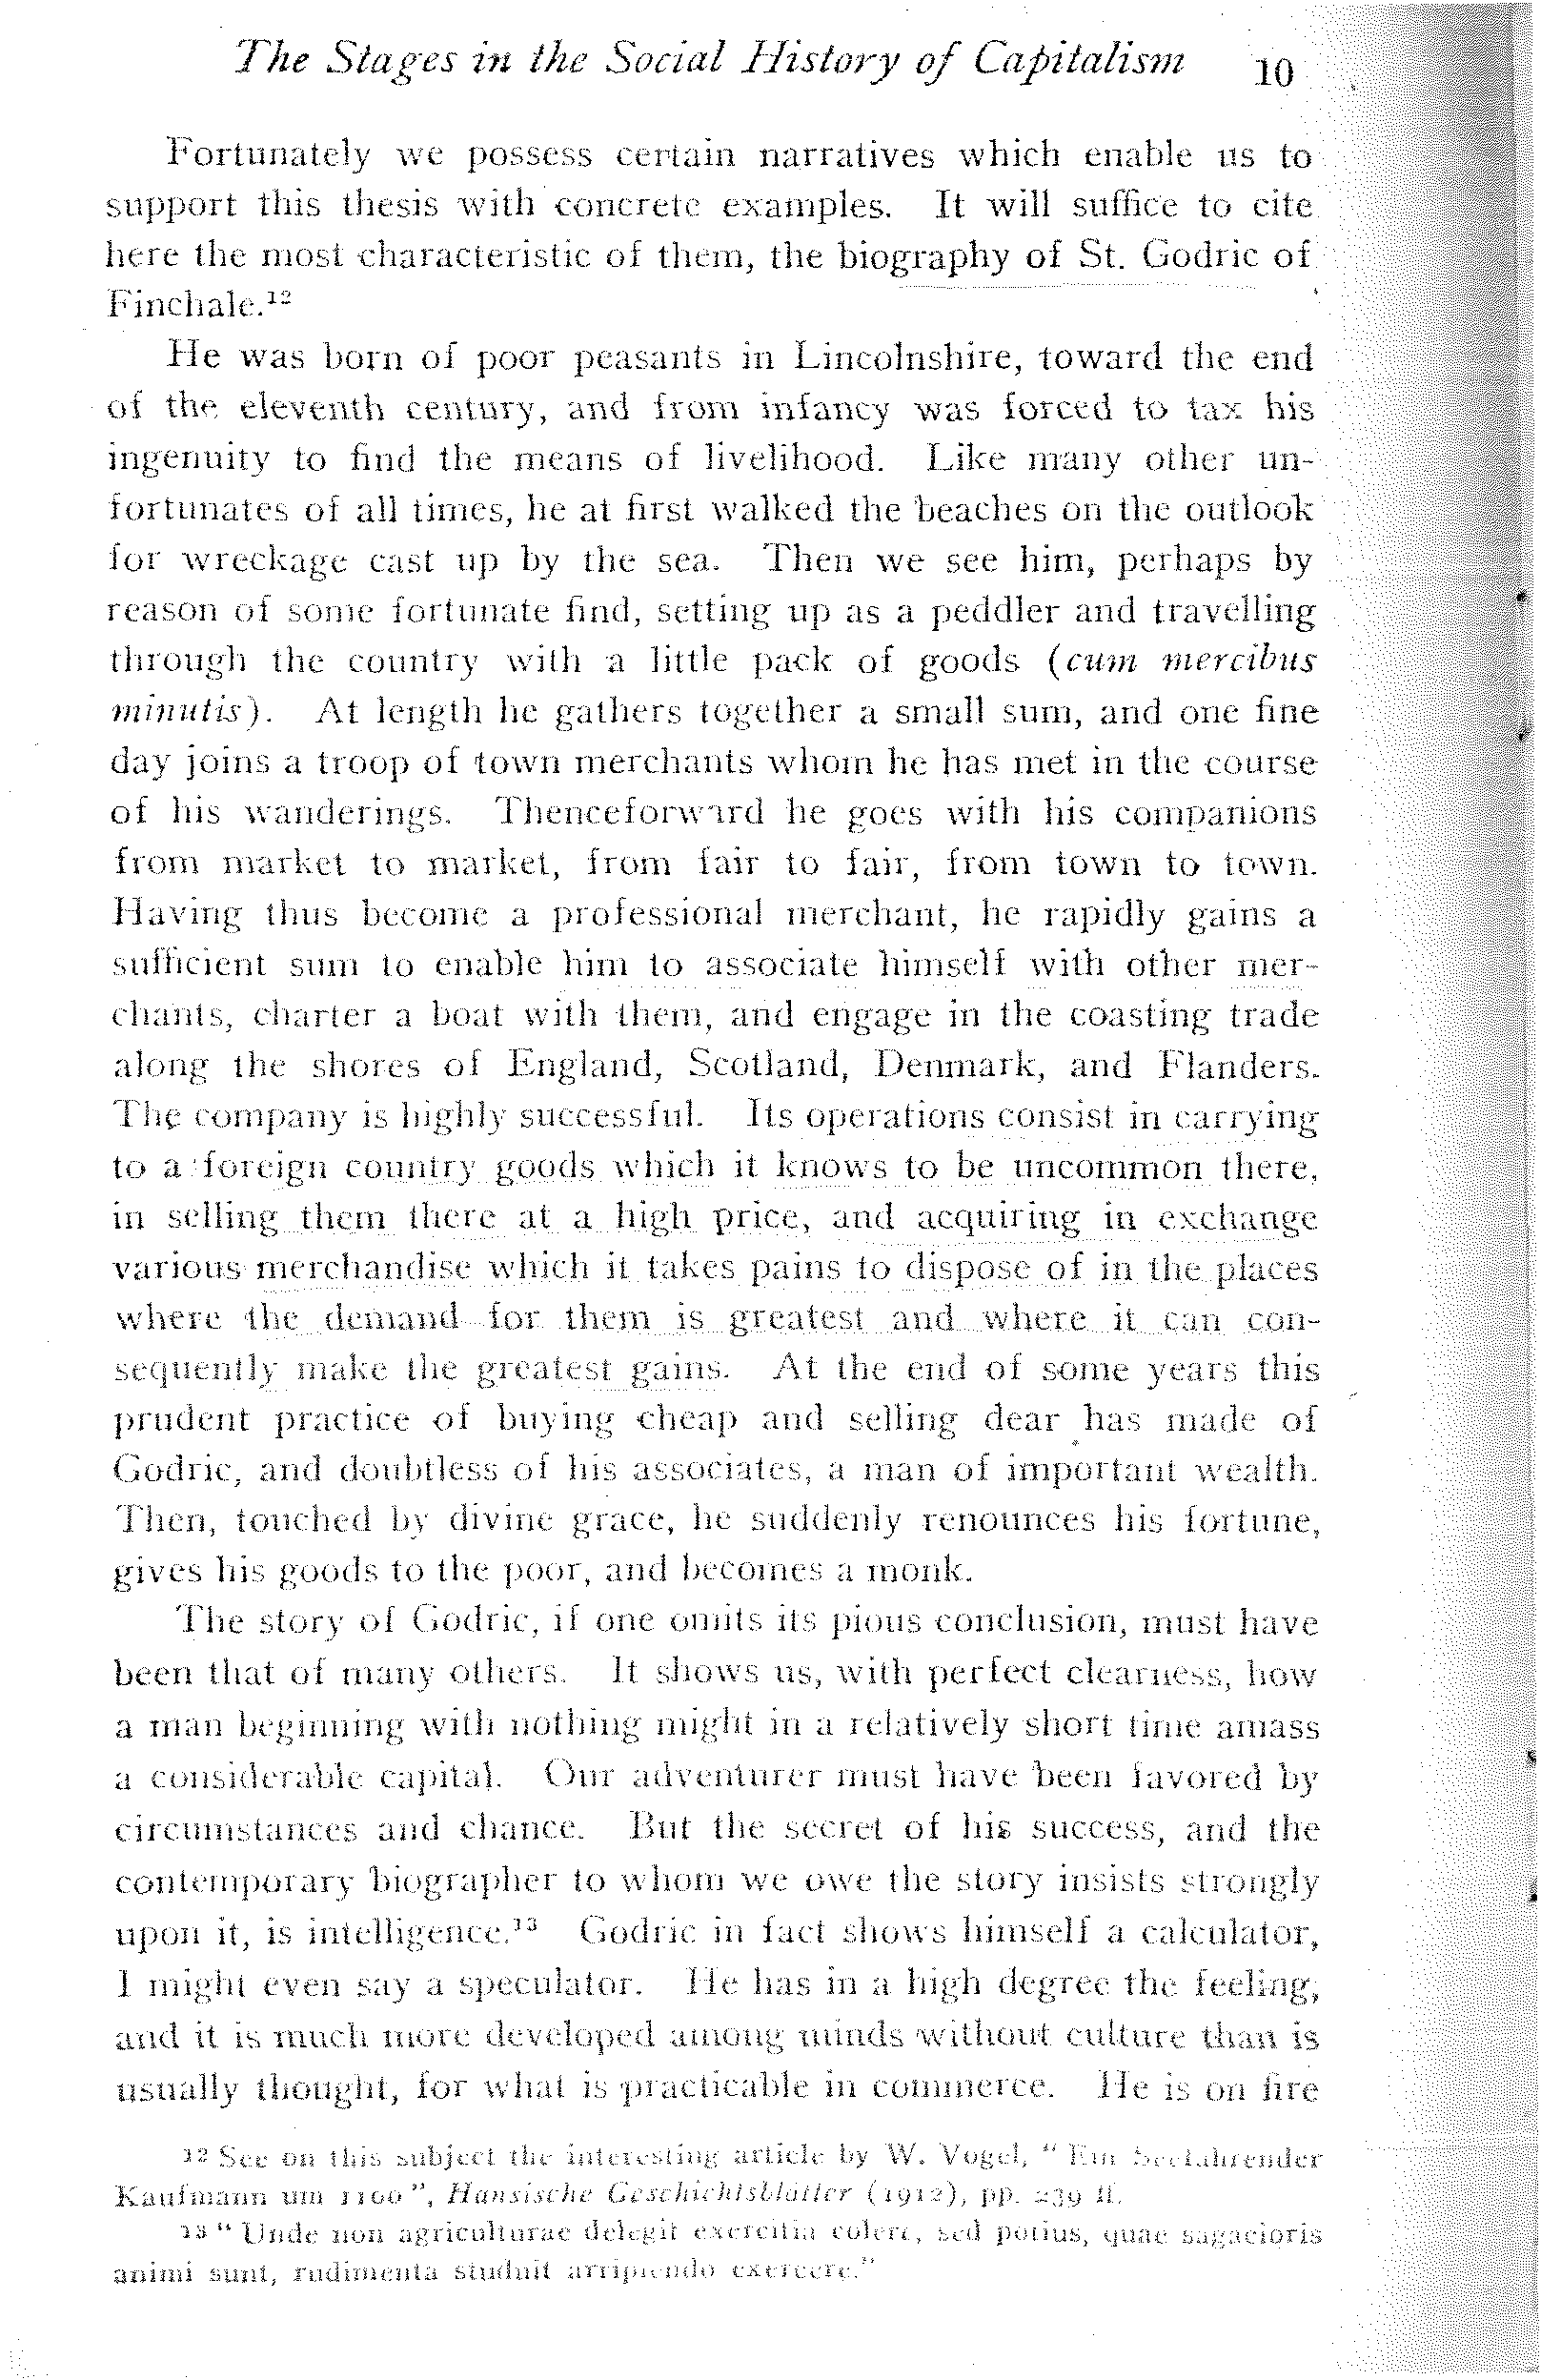 The Stages in the Social History of Capitalism 10
Fortunately we possess certain narratives which enable us to
support this thesis with concrete examples. It will suffice to cite
here the most characteristic of them, the biography of St. Godric of
Finchale.12
He was born of poor peasants in Lincolnshire, toward the end
of the eleventh century, and from infancy was forced to tax his
ingenuity to find the means of livelihood. Like many other un-
fortunates of all times, he at first walked the beaches on the outlook
for wreckage cast up by the sea. Then we see him, perhaps by
reason of some fortunate find, setting up as a peddler and travelling
through the country with a little pack of goods (cum mercibus
minutis). At length he gathers together a small sum, and one fine
day joins a troop of town merchants whom he has met in the course
of his wanderings. Thenceforward he goes with his companions
from market to market, from fair to fair, from town to town.
Having thus become a professional merchant, he rapidly gains a
sufficient sum to enable him to associate himself with other mer-
chants, charter a boat with them, and engage in the coasting trade
along the shores of England, Scotland, Denmark, and Flanders.
The company is highly successful. Its operations consist in carrying
to a foreign country goods which it knows to be uncommon there,
in selling them there at a high price, and acquiring in exchange
various merchandise which it takes pains to dispose of in the places
where the demand for them is greatest and where it can con-
sequently make the greatest gains. At the end of some years this
prudent practice of buying cheap and selling dear has made of
Godric, and doubtless of his associates, a man of important wealth.
Then, touched by divine grace, he suddenly renounces his fortune,
gives his goods to the poor, and becomes a monk.
The story of Godric, if one omits its pious conclusion, must have
been that of many others. It shows us, with perfect clearness, how
a man beginning with nothing might in a relatively short time amass
a considerable capital. Our adventurer must have been favored by
circumstances and chance. But the secret of his success, and the
contemporary biographer to whom we owe the story insists strongly
upon it, is intelligence.13 Godric in fact shows himself a calculator,
I might even say a speculator. He has in a high degree the feeling,
and it is much more developed among minds without culture than is
usually thought, for what is practicable in commerce. He is on fire
12 See on this subject the interesting article by W. Vogel, "Ein Seefahrender
Kaufmann um 1100", Hansische Geschichtsblätter (1912), pp. 239 ff.
13 "Unde non agriculturae delegit exercitia colere, sed potius, quae sagacioris
animi sunt, rudimenta studuit arripiendo exercere."